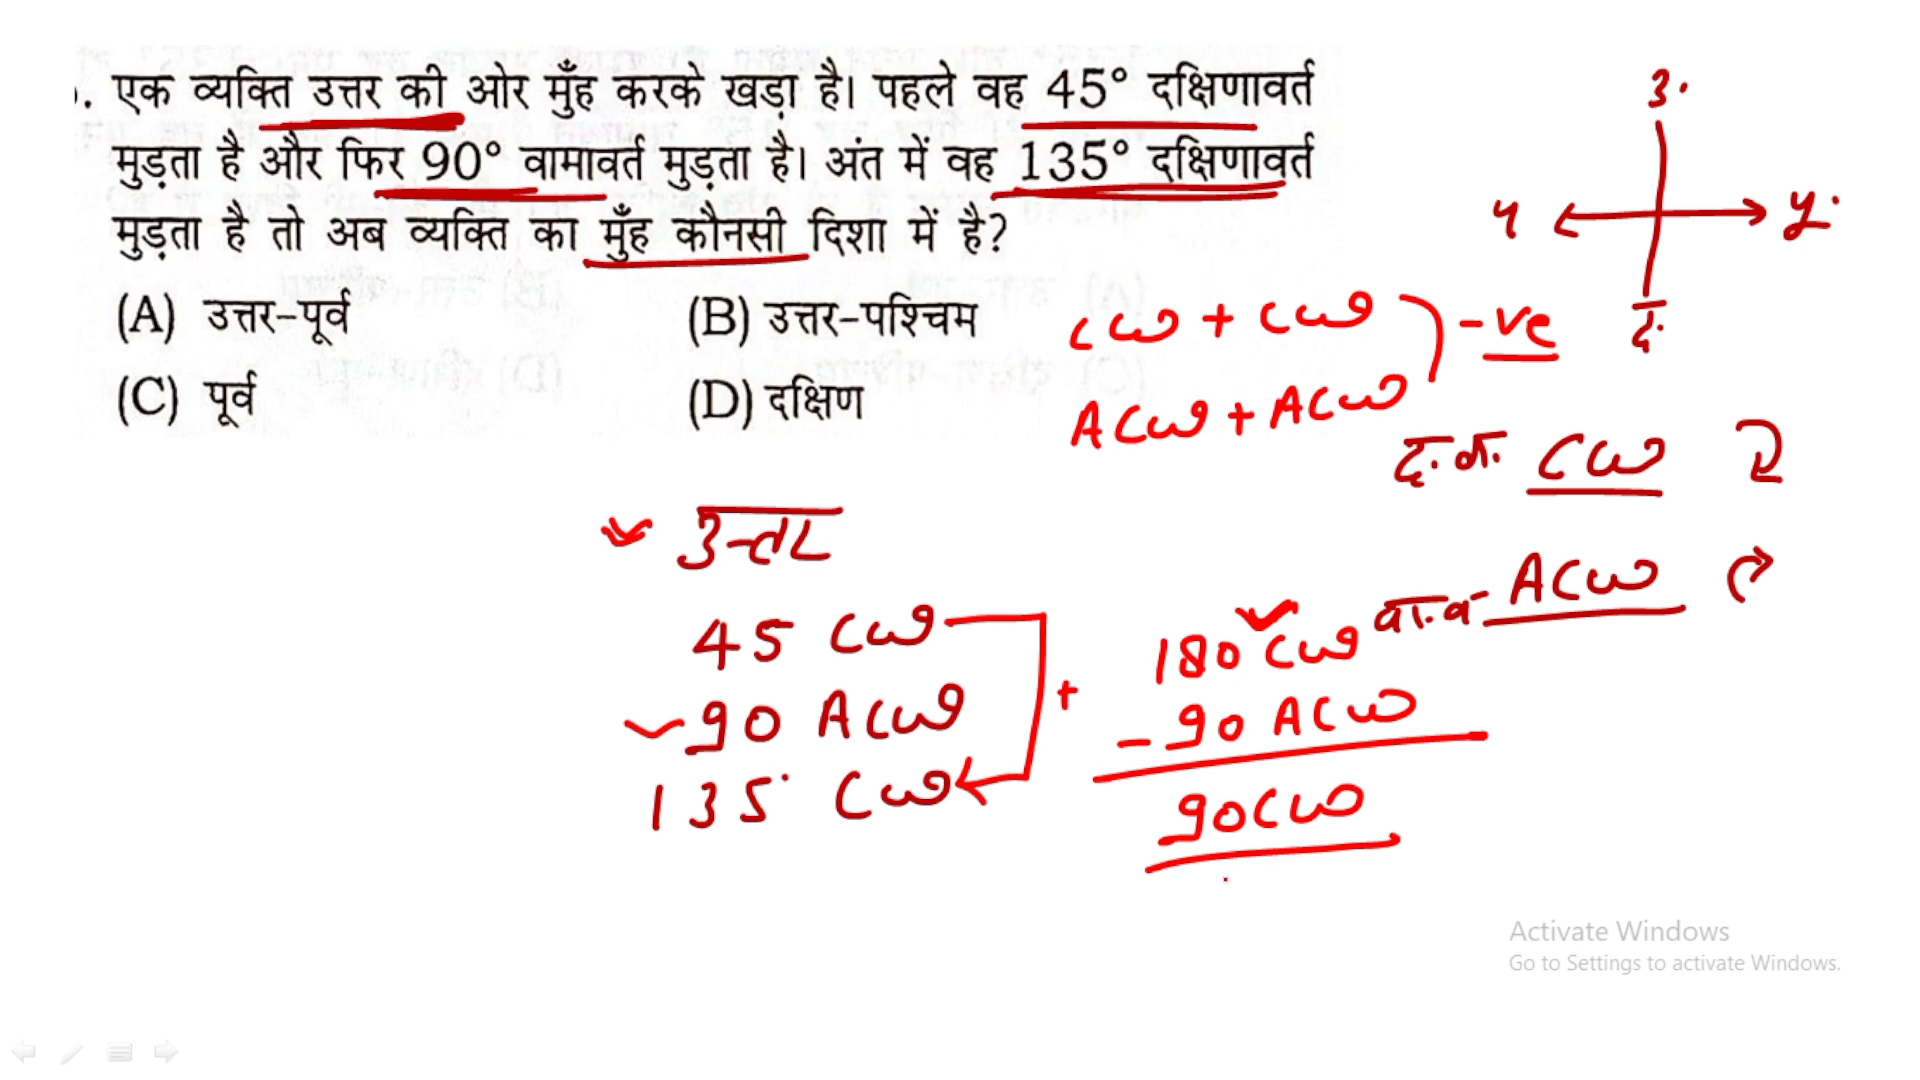 . एक व्यक्ति उत्तर की ओर मुँह करके खड़ा है। पहले वह 45° दक्षिणावर्त
मुड़ता है और फिर 90° वामावर्त मुड़ता है। अंत में वह 135° दक्षिणावर्त
मुड़ता है तो अब व्यक्ति का मुँह कौनसी दिशा में है?
(A) उत्तर-पूर्व (B) उत्तर-पश्चिम
(C) पूर्व (D) दक्षिण
उ.
प पू.
द.
CW + CW -ve
ACW + ACW
द.व. CW
उत्तर
वा.व ACW
45 CW
90 ACW
135 CW
+
180 CW
- 90 ACW
90 CW
Activate Windows
Go to Settings to activate Windows.